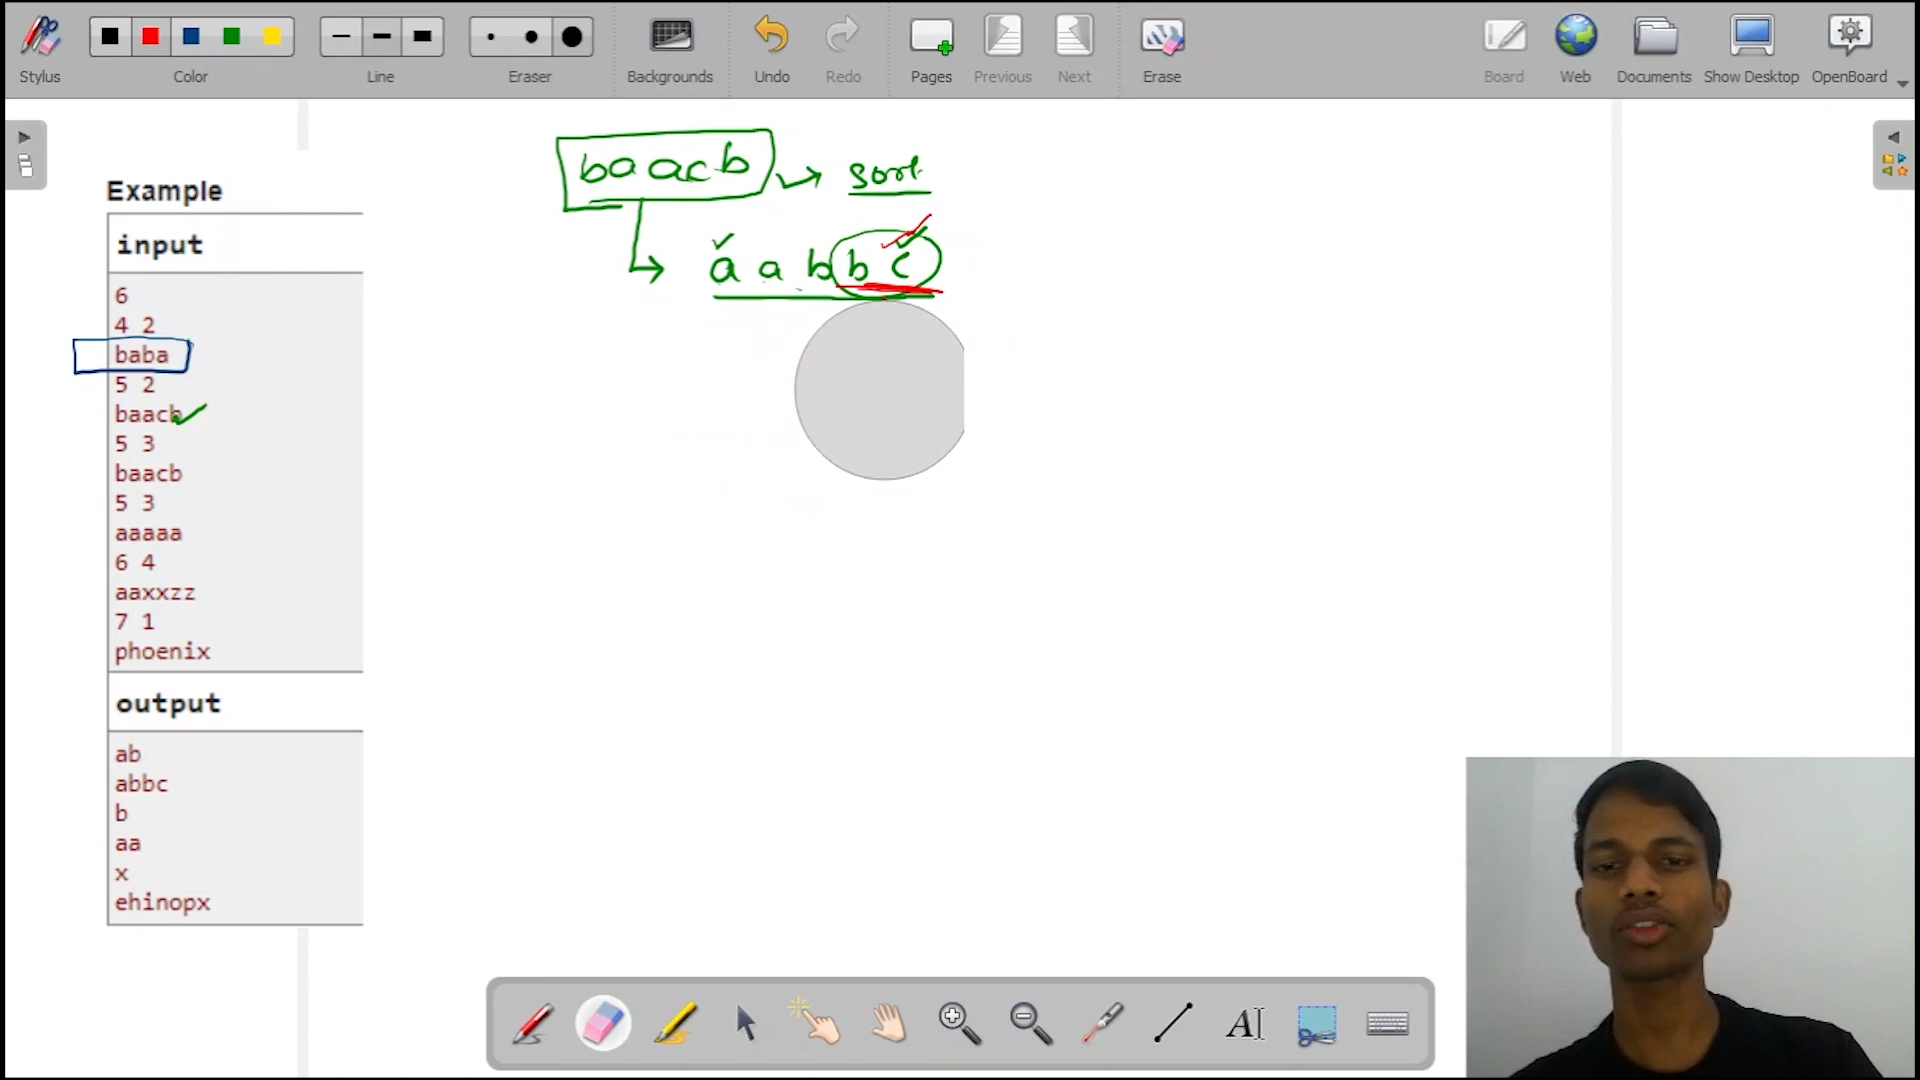 Stylus
Color
Line
Eraser
Backgrounds
Undo
Redo
Pages
Previous
Next
Erase
Board
Web
Documents
Show Desktop
OpenBoard
baacb
sort
a a b b c
Example
input
6
4 2
baba
5 2
baacb
5 3
baacb
5 3
aaaaa
6 4
aaxxzz
7 1
phoenix
output
ab
abbc
b
aa
x
ehinopx